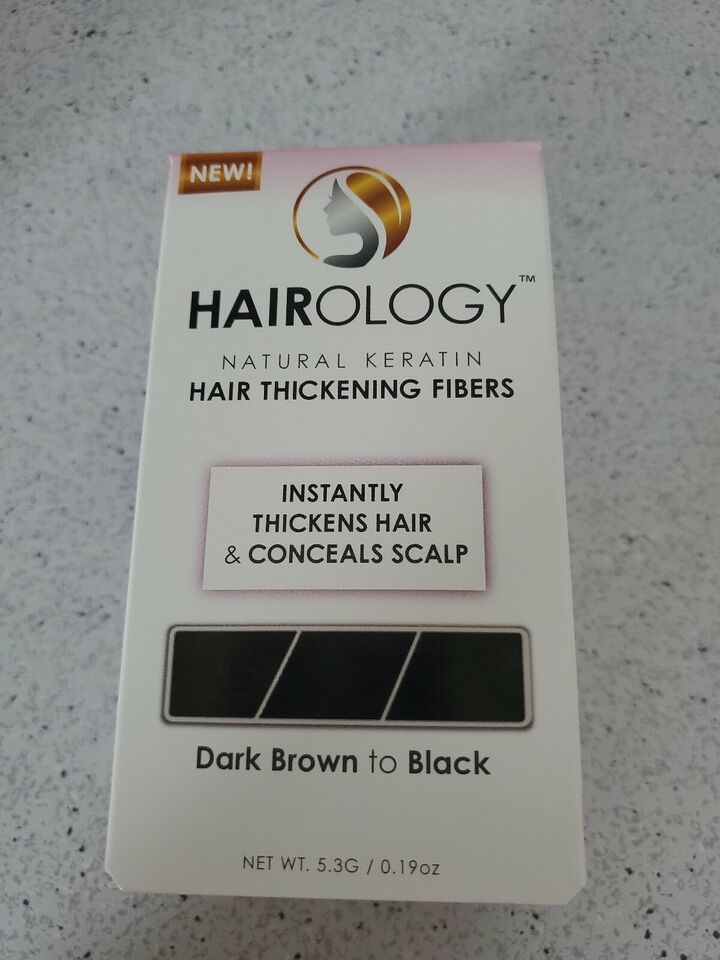 NEW!
HAIROLOGY™
NATURAL KERATIN
HAIR THICKENING FIBERS
INSTANTLY
THICKENS HAIR
& CONCEALS SCALP
Dark Brown to Black
NET WT. 5.3G / 0.19oz